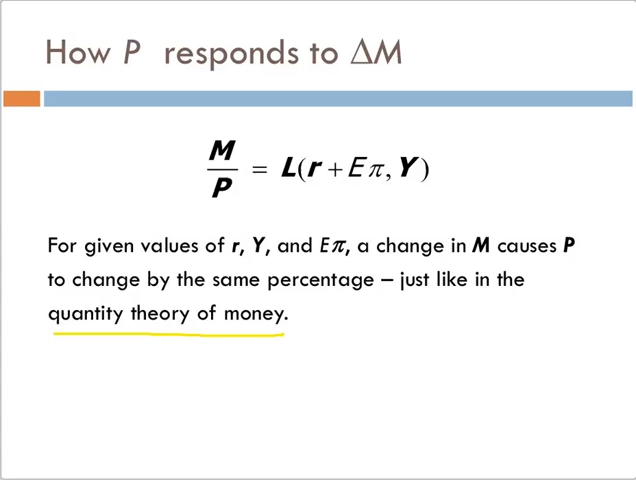 How P responds to ΔM
M/P = L(r + Eπ, Y)
For given values of r, Y, and Eπ, a change in M causes P
to change by the same percentage – just like in the
quantity theory of money.